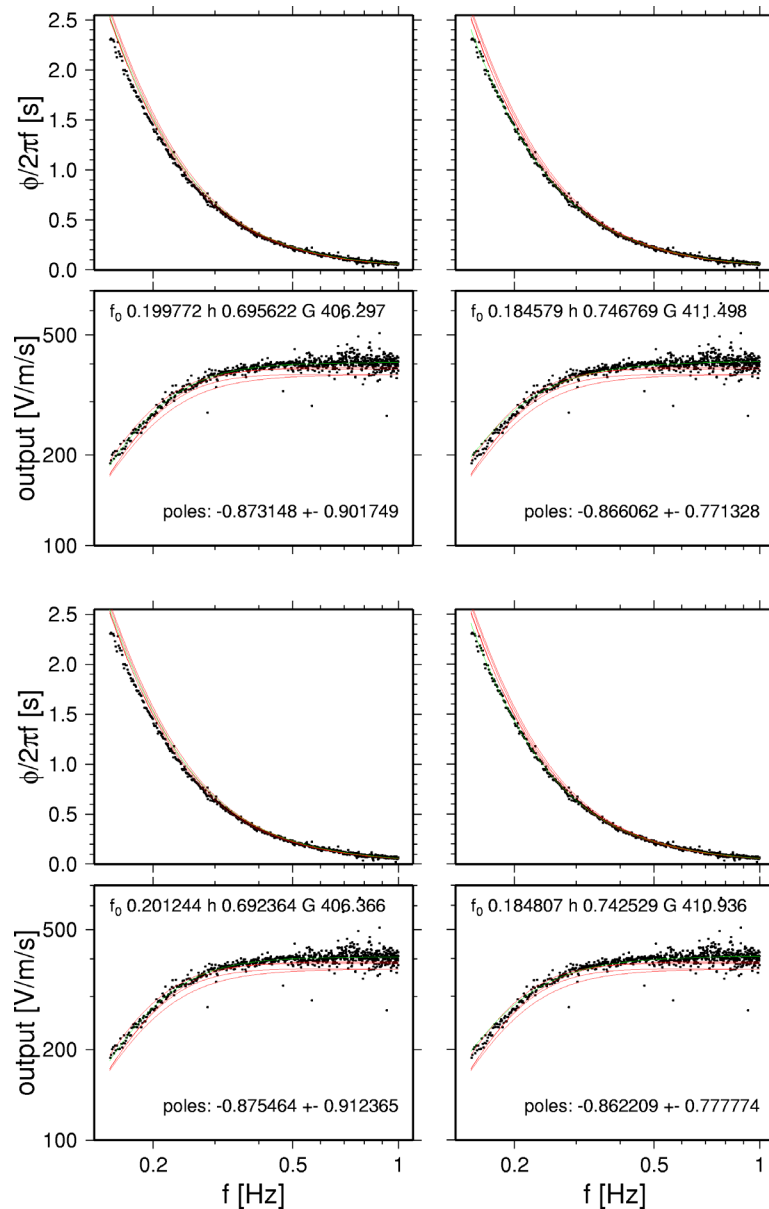 2.5
2.0
1.5
1.0
0.5
0.0
ϕ/2πf [s]
f₀ 0.199772 h 0.695622 G 406.297
f₀ 0.184579 h 0.746769 G 411.498
500
200
100
output [V/m/s]
poles: -0.873148 +- 0.901749
poles: -0.866062 +- 0.771328
2.5
2.0
1.5
1.0
0.5
0.0
ϕ/2πf [s]
f₀ 0.201244 h 0.692364 G 406.366
f₀ 0.184807 h 0.742529 G 410.936
500
200
100
output [V/m/s]
poles: -0.875464 +- 0.912365
poles: -0.862209 +- 0.777774
0.2 0.5 1
0.2 0.5 1
f [Hz]
f [Hz]